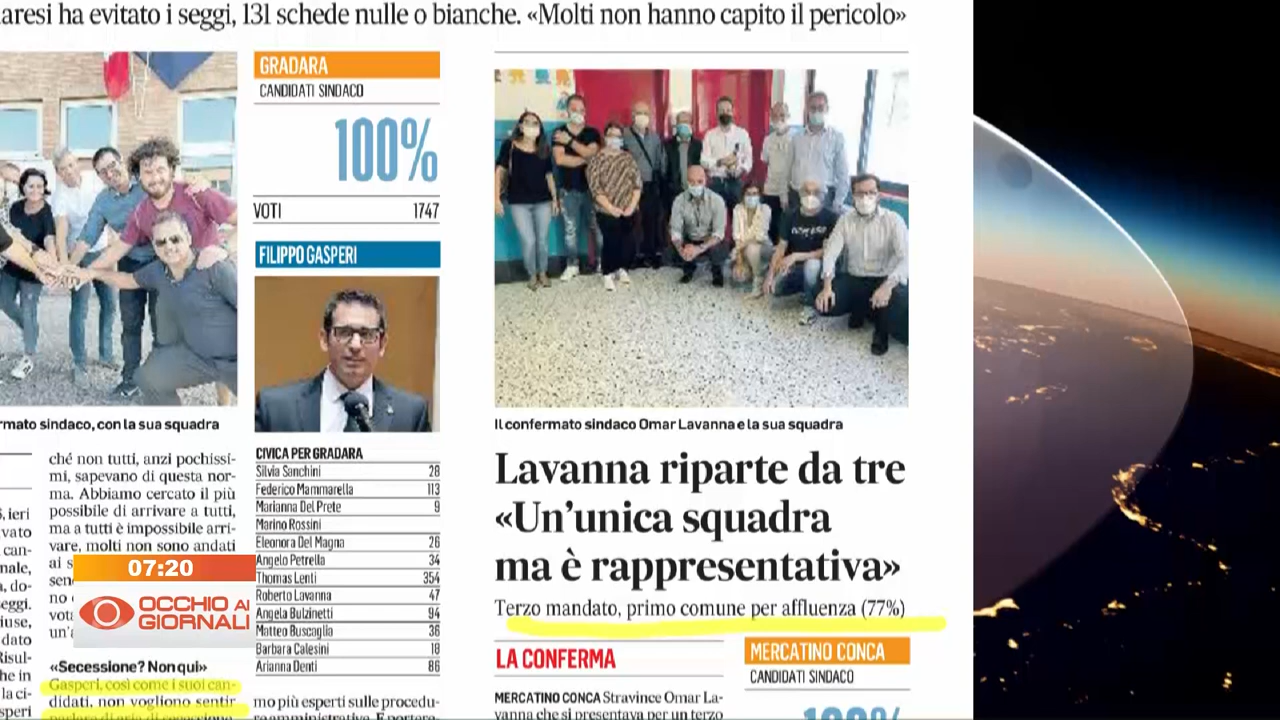 aresi ha evitato i seggi, 131 schede nulle o bianche. «Molti non hanno capito il pericolo»
GRADARA
CANDIDATI SINDACO
100%
VOTI 1747
FILIPPO GASPERI
rmato sindaco, con la sua squadra
CIVICA PER GRADARA
Silvia Sanchini 28
Federico Mammarella 113
Marianna Del Prete 9
Marino Rossini
Eleonora Del Magna 26
Angelo Petrella 34
Thomas Lenti 354
Roberto Lavanna 47
Angela Bulzinetti 94
Matteo Buscaglia 36
Barbara Calesini 18
Arianna Denti 86
ché non tutti, anzi pochissi-
mi, sapevano di questa nor-
ma. Abbiamo cercato il più
possibile di arrivare a tutti,
ma a tutti è impossibile arri-
vare, molti non sono andati
«Secessione? Non qui»
Gasperi, così come i suoi can-
didati, non vogliono sentir
mo più esperti sulle procedu-
Il confermato sindaco Omar Lavanna e la sua squadra
Lavanna riparte da tre
«Un'unica squadra
ma è rappresentativa»
Terzo mandato, primo comune per affluenza (77%)
LA CONFERMA
MERCATINO CONCA Stravince Omar La-
vanna che si presentava per un terzo
MERCATINO CONCA
CANDIDATI SINDACO
100%
07:20
OCCHIO AI
GIORNALI